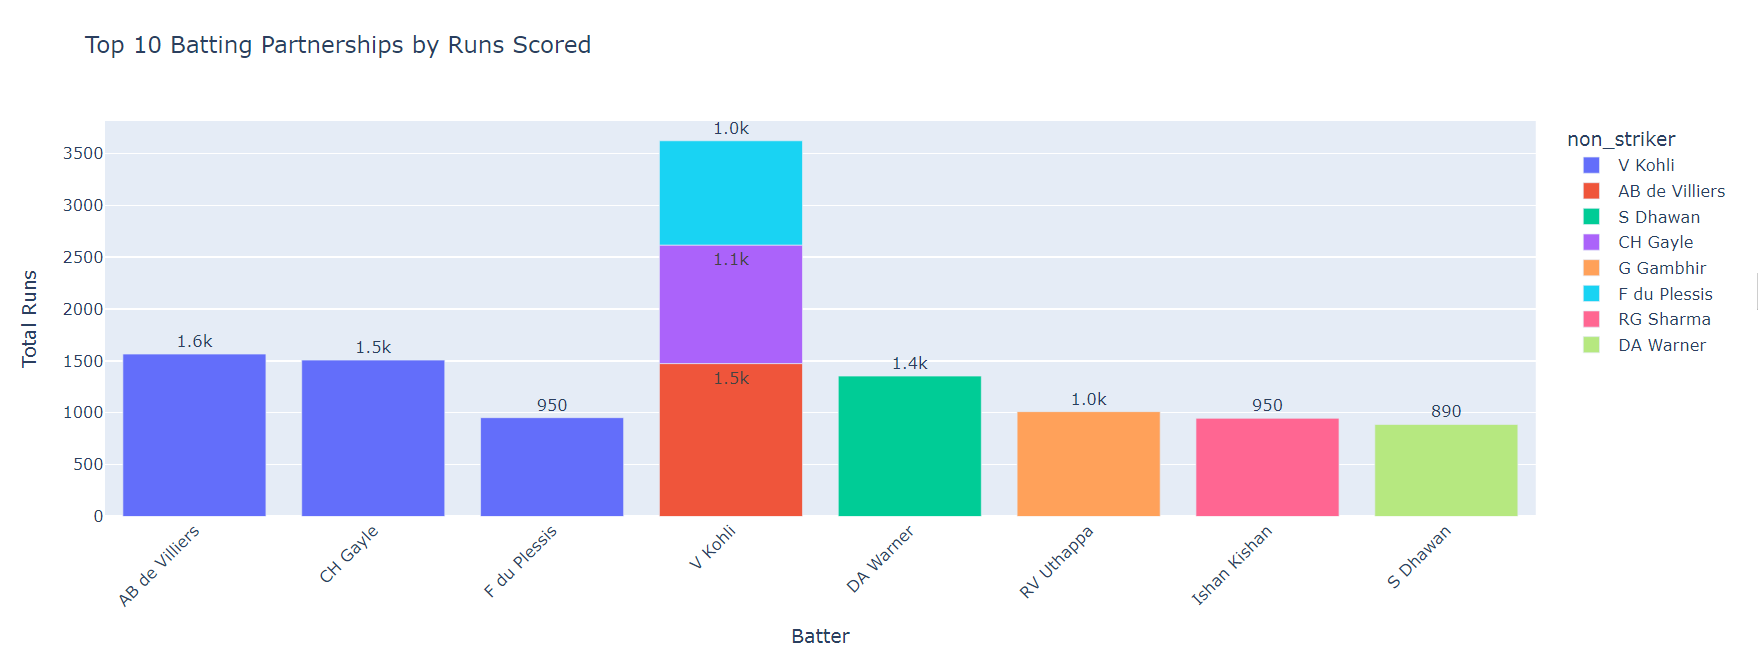 Top 10 Batting Partnerships by Runs Scored
Total Runs
3500
3000
2500
2000
1500
1000
500
0
1.6k
1.5k
950
1.0k
1.1k
1.5k
1.4k
1.0k
950
890
AB de Villiers
CH Gayle
F du Plessis
V Kohli
DA Warner
RV Uthappa
Ishan Kishan
S Dhawan
Batter
non_striker
V Kohli
AB de Villiers
S Dhawan
CH Gayle
G Gambhir
F du Plessis
RG Sharma
DA Warner